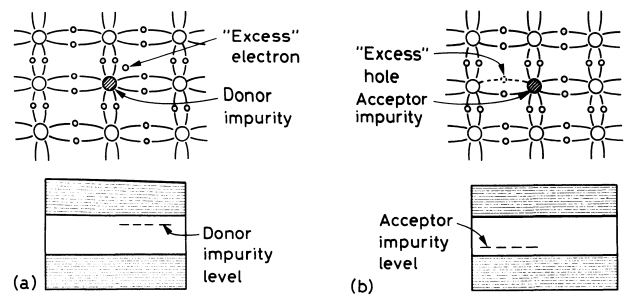 "Excess"
electron
Donor
impurity
"Excess"
hole
Acceptor
impurity
Donor
impurity
level
(a)
Acceptor
impurity
level
(b)